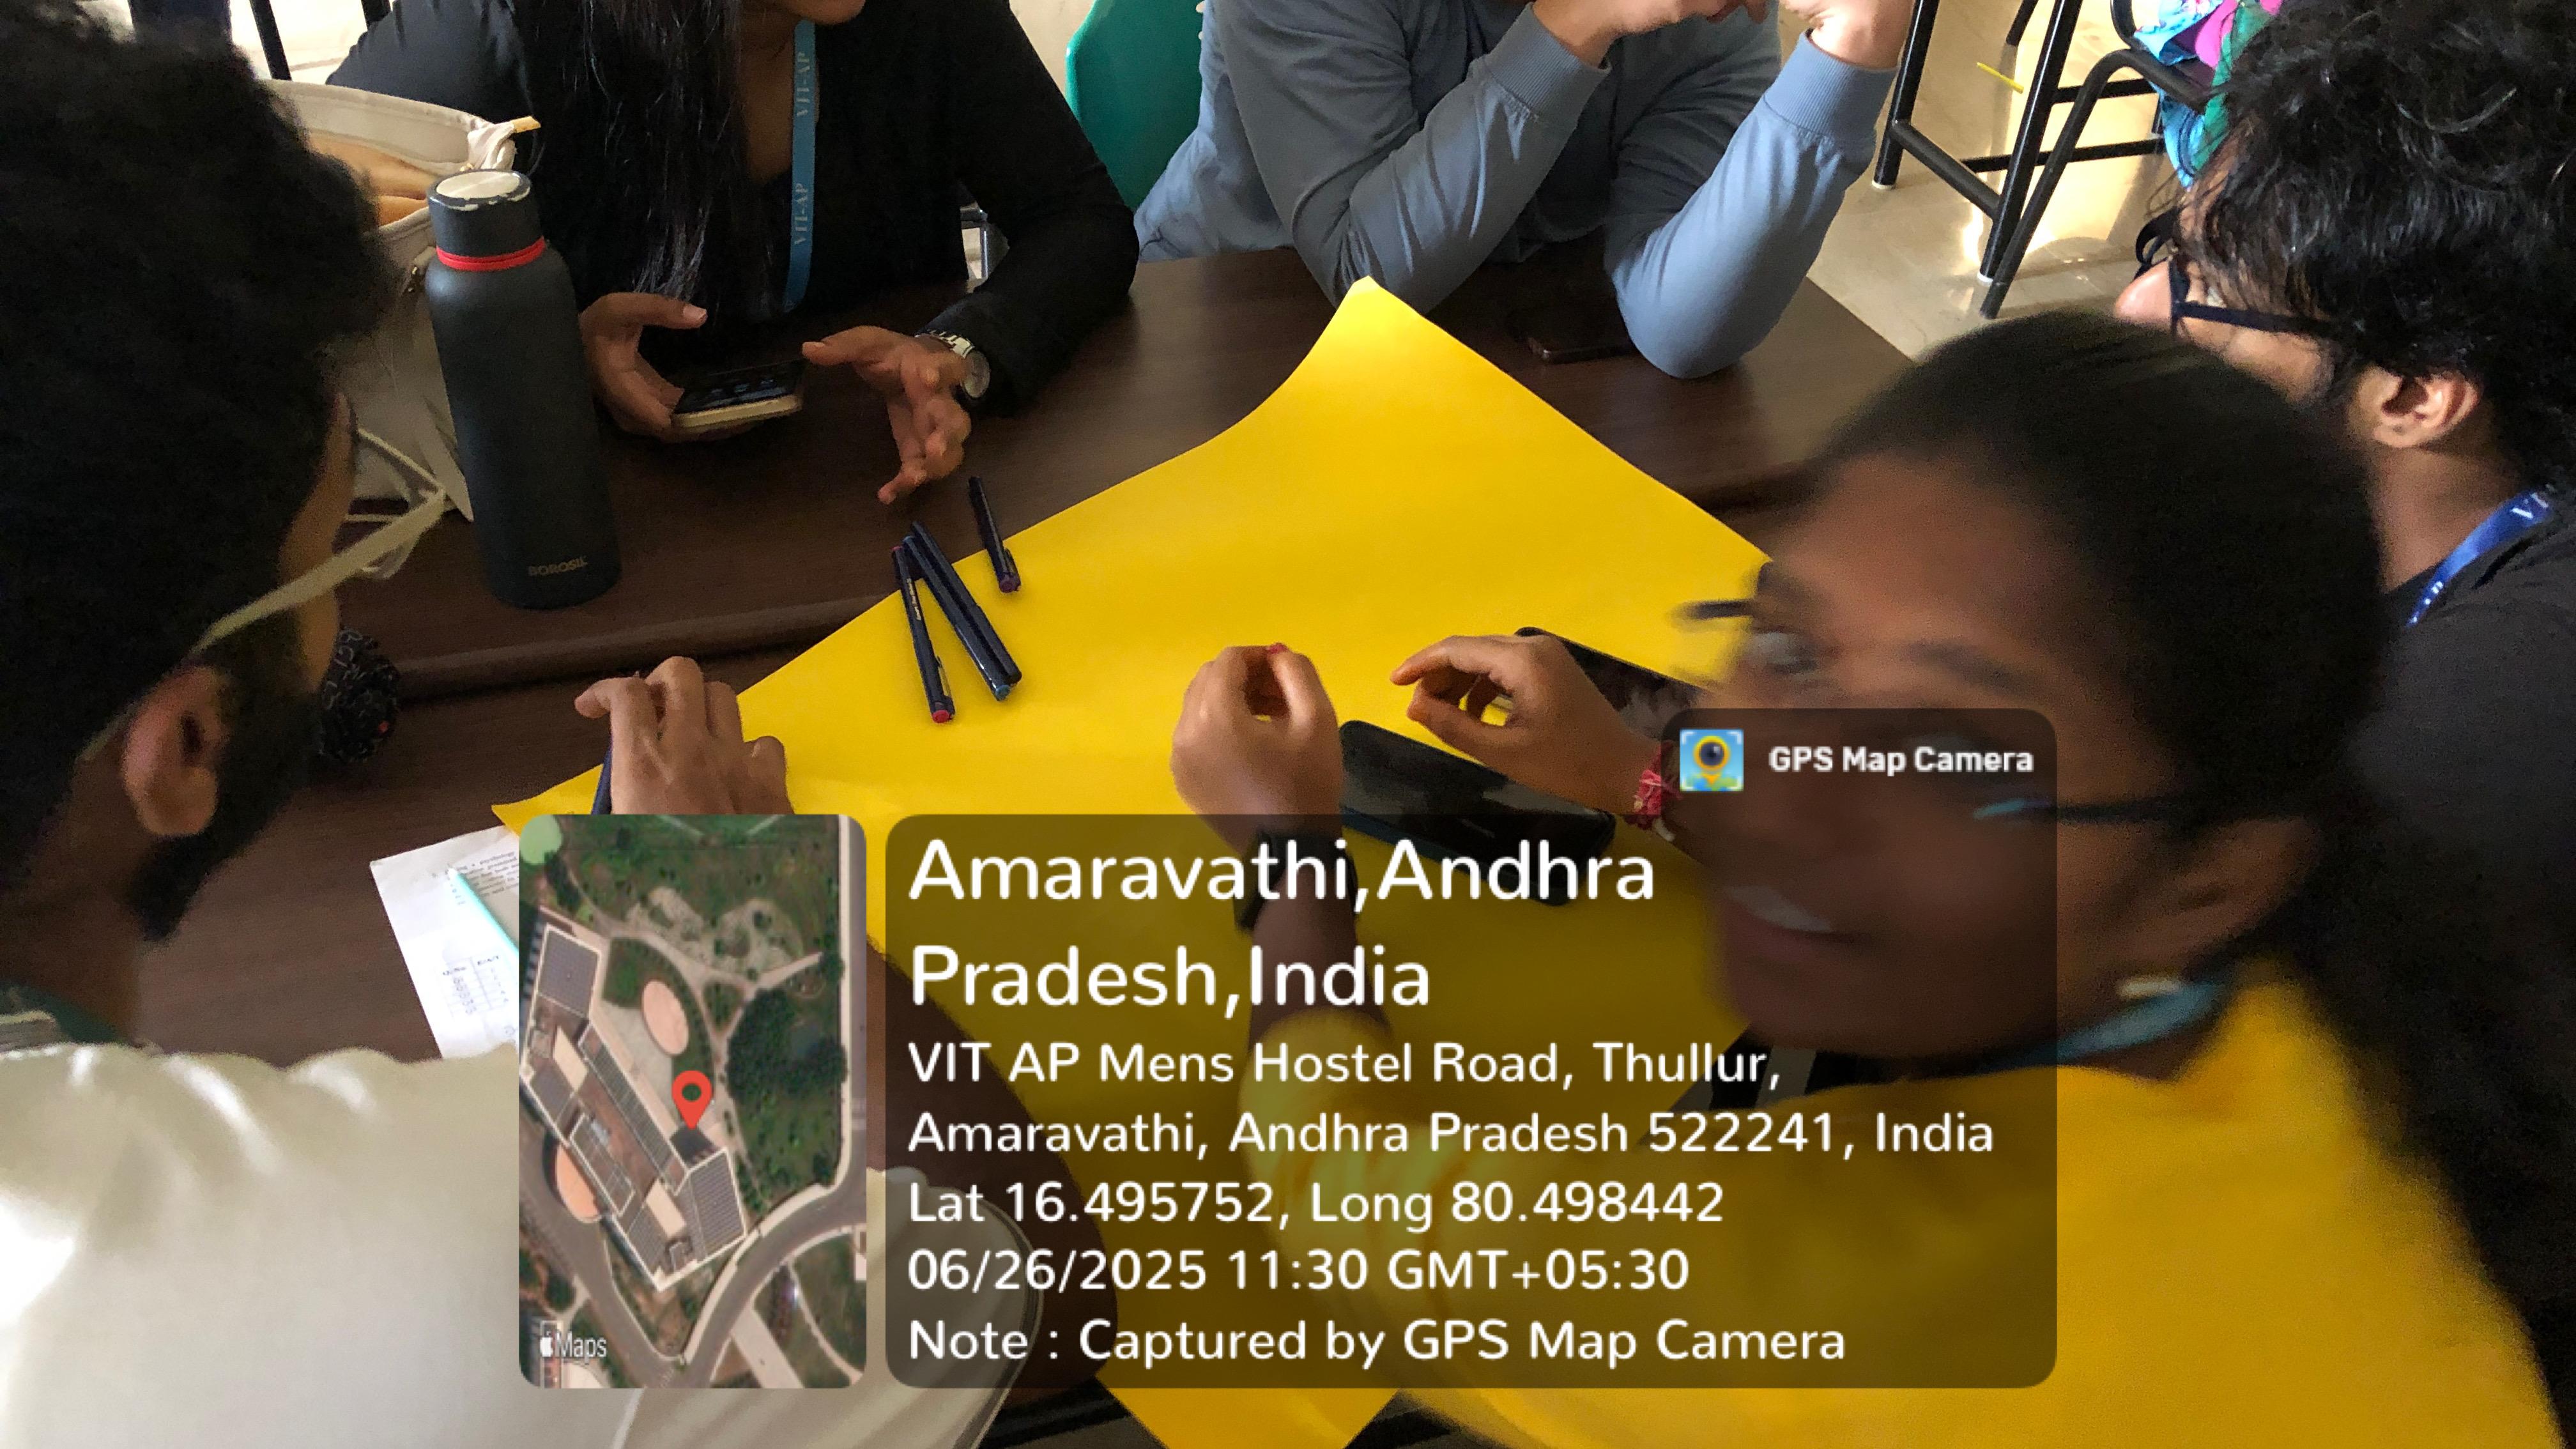 VIT-AP
VIT-AP
BOROSIL
GPS Map Camera
Amaravathi,Andhra
Pradesh,India
VIT AP Mens Hostel Road, Thullur,
Amaravathi, Andhra Pradesh 522241, India
Lat 16.495752, Long 80.498442
06/26/2025 11:30 GMT+05:30
Note : Captured by GPS Map Camera
Maps